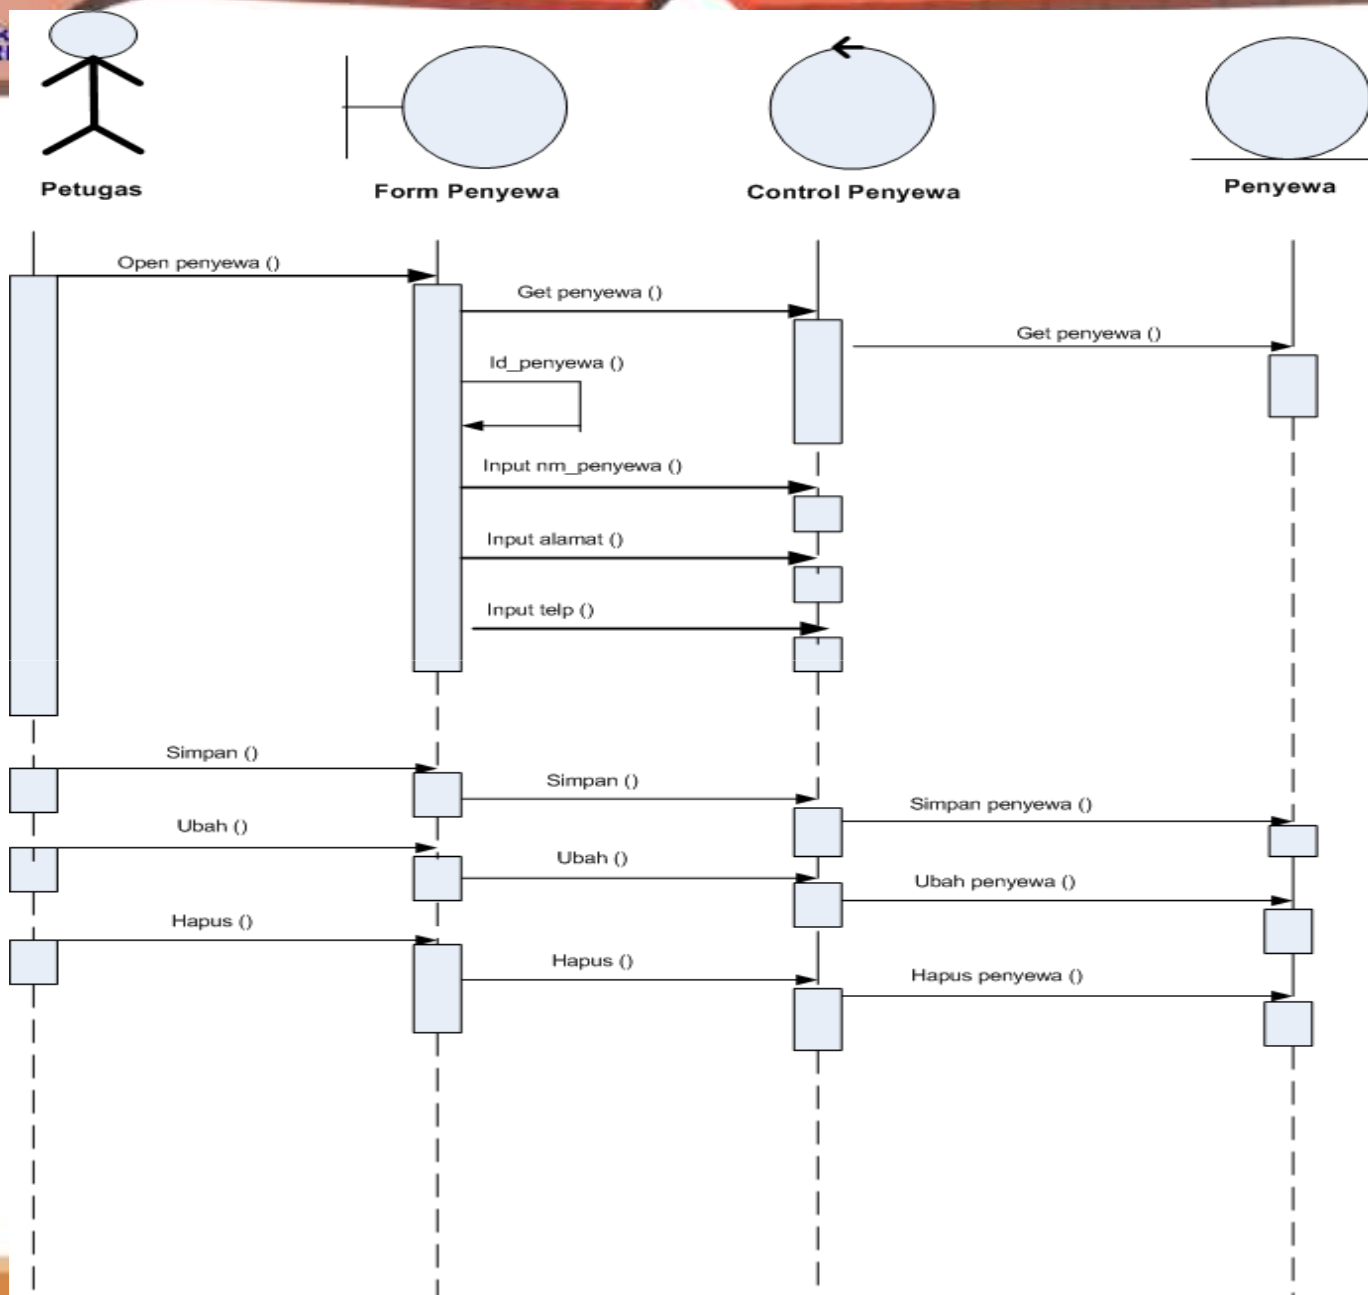 Petugas
Form Penyewa
Control Penyewa
Penyewa
Open penyewa ()
Get penyewa ()
Get penyewa ()
Id_penyewa ()
Input nm_penyewa ()
Input alamat ()
Input telp ()
Simpan ()
Simpan ()
Simpan penyewa ()
Ubah ()
Ubah ()
Ubah penyewa ()
Hapus ()
Hapus ()
Hapus penyewa ()